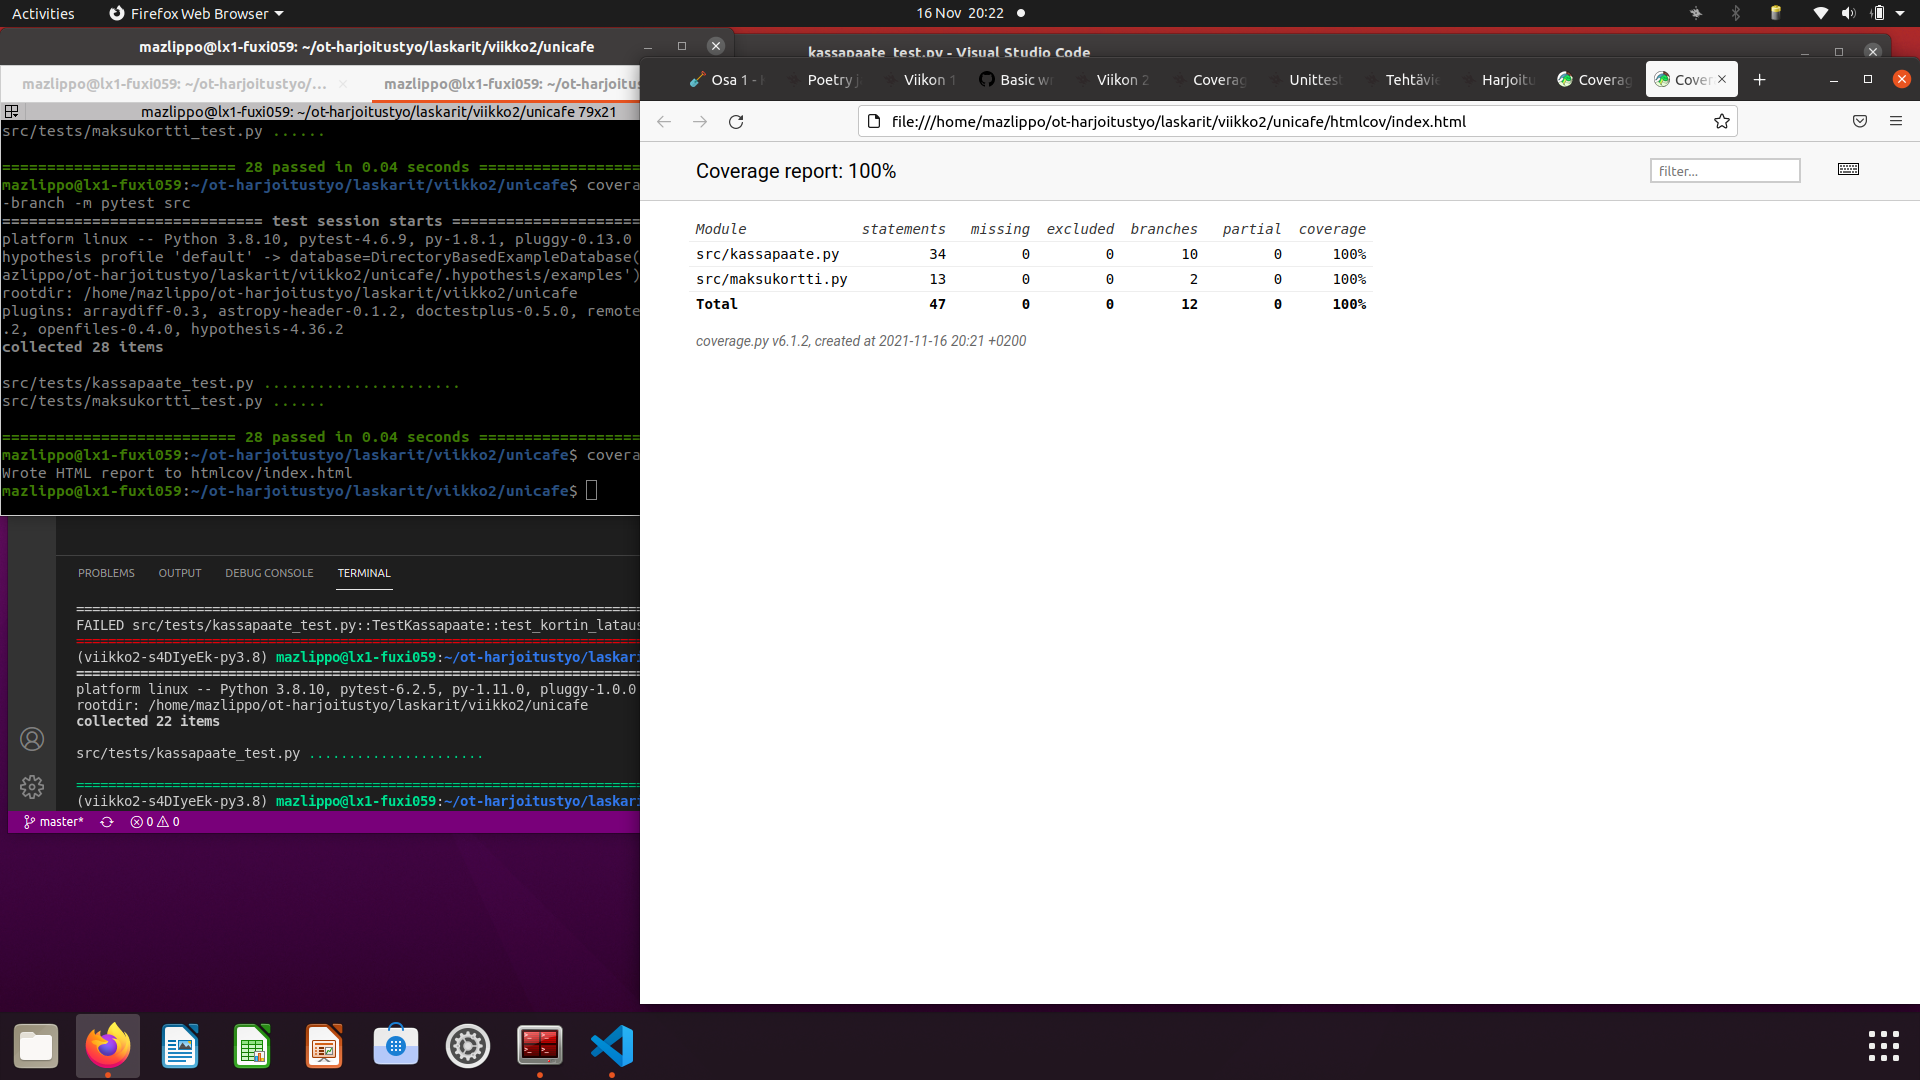 Activities
Firefox Web Browser
16 Nov 20:22
mazlippo@lx1-fuxi059: ~/ot-harjoitustyo/laskarit/viikko2/unicafe
mazlippo@lx1-fuxi059: ~/ot-harjoitustyo/...
mazlippo@lx1-fuxi059: ~/ot-harjoitus
mazlippo@lx1-fuxi059: ~/ot-harjoitustyo/laskarit/viikko2/unicafe 79x21
src/tests/maksukortti_test.py ......
========================== 28 passed in 0.04 seconds ==================
mazlippo@lx1-fuxi059:~/ot-harjoitustyo/laskarit/viikko2/unicafe$ covera
-branch -m pytest src
============================= test session starts =====================
platform linux -- Python 3.8.10, pytest-4.6.9, py-1.8.1, pluggy-0.13.0
hypothesis profile 'default' -> database=DirectoryBasedExampleDatabase(
azlippo/ot-harjoitustyo/laskarit/viikko2/unicafe/.hypothesis/examples')
rootdir: /home/mazlippo/ot-harjoitustyo/laskarit/viikko2/unicafe
plugins: arraydiff-0.3, astropy-header-0.1.2, doctestplus-0.5.0, remote
.2, openfiles-0.4.0, hypothesis-4.36.2
collected 28 items
src/tests/kassapaate_test.py ......................
src/tests/maksukortti_test.py ......
========================== 28 passed in 0.04 seconds ==================
mazlippo@lx1-fuxi059:~/ot-harjoitustyo/laskarit/viikko2/unicafe$ covera
Wrote HTML report to htmlcov/index.html
mazlippo@lx1-fuxi059:~/ot-harjoitustyo/laskarit/viikko2/unicafe$
PROBLEMS OUTPUT DEBUG CONSOLE TERMINAL
======================================================================
FAILED src/tests/kassapaate_test.py::TestKassapaate::test_kortin_lataus
======================================================================
(viikko2-s4DIyeEk-py3.8) mazlippo@lx1-fuxi059:~/ot-harjoitustyo/laskari
======================================================================
platform linux -- Python 3.8.10, pytest-6.2.5, py-1.11.0, pluggy-1.0.0
rootdir: /home/mazlippo/ot-harjoitustyo/laskarit/viikko2/unicafe
collected 22 items
src/tests/kassapaate_test.py ......................
======================================================================
(viikko2-s4DIyeEk-py3.8) mazlippo@lx1-fuxi059:~/ot-harjoitustyo/laskari
master* 0 0
kassapaate_test.py - Visual Studio Code
Osa 1 - Poetry Viikon 1 Basic wr Viikon 2 Coverag Unittest Tehtävie Harjoitu Coverag Cover
file:///home/mazlippo/ot-harjoitustyo/laskarit/viikko2/unicafe/htmlcov/index.html
Coverage report: 100%
filter...
Module statements missing excluded branches partial coverage
src/kassapaate.py 34 0 0 10 0 100%
src/maksukortti.py 13 0 0 2 0 100%
Total 47 0 0 12 0 100%
coverage.py v6.1.2, created at 2021-11-16 20:21 +0200